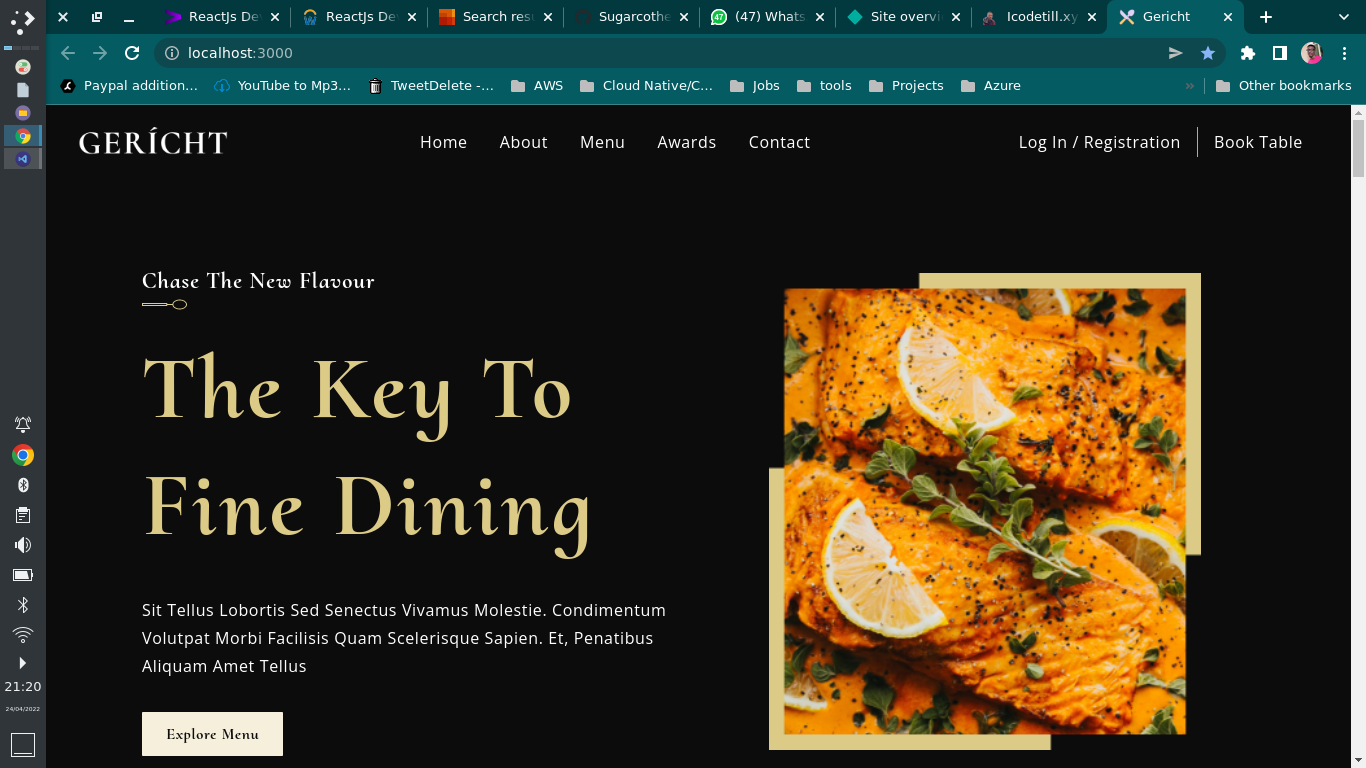 ReactJs De
ReactJs De
Search res
Sugarcothe
(47) Whats
Site overvi
Icodetill.xy
Gericht
localhost:3000
Paypal addition...
YouTube to Mp3...
TweetDelete -...
AWS
Cloud Native/C...
Jobs
tools
Projects
Azure
»
Other bookmarks
GERÍCHT
Home
About
Menu
Awards
Contact
Log In / Registration
Book Table
Chase The New Flavour
The Key To
Fine Dining
Sit Tellus Lobortis Sed Senectus Vivamus Molestie. Condimentum
Volutpat Morbi Facilisis Quam Scelerisque Sapien. Et, Penatibus
Aliquam Amet Tellus
Explore Menu
21:20
24/04/2022